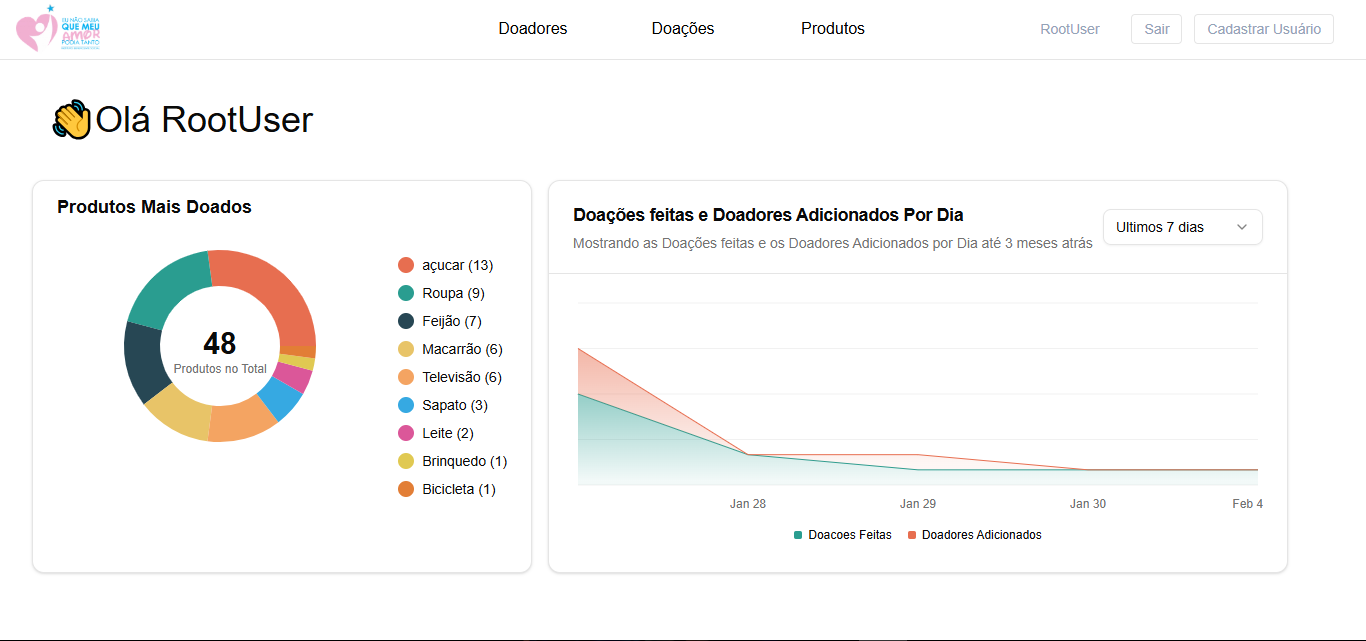 EU NÃO SABIA
QUE MEU
AMOR
PODIA TANTO
Doadores
Doações
Produtos
RootUser
Sair
Cadastrar Usuário
Olá RootUser
Produtos Mais Doados
48
Produtos no Total
açucar (13)
Roupa (9)
Feijão (7)
Macarrão (6)
Televisão (6)
Sapato (3)
Leite (2)
Brinquedo (1)
Bicicleta (1)
Doações feitas e Doadores Adicionados Por Dia
Mostrando as Doações feitas e os Doadores Adicionados por Dia até 3 meses atrás
Ultimos 7 dias
Jan 28
Jan 29
Jan 30
Feb 4
Doacoes Feitas
Doadores Adicionados